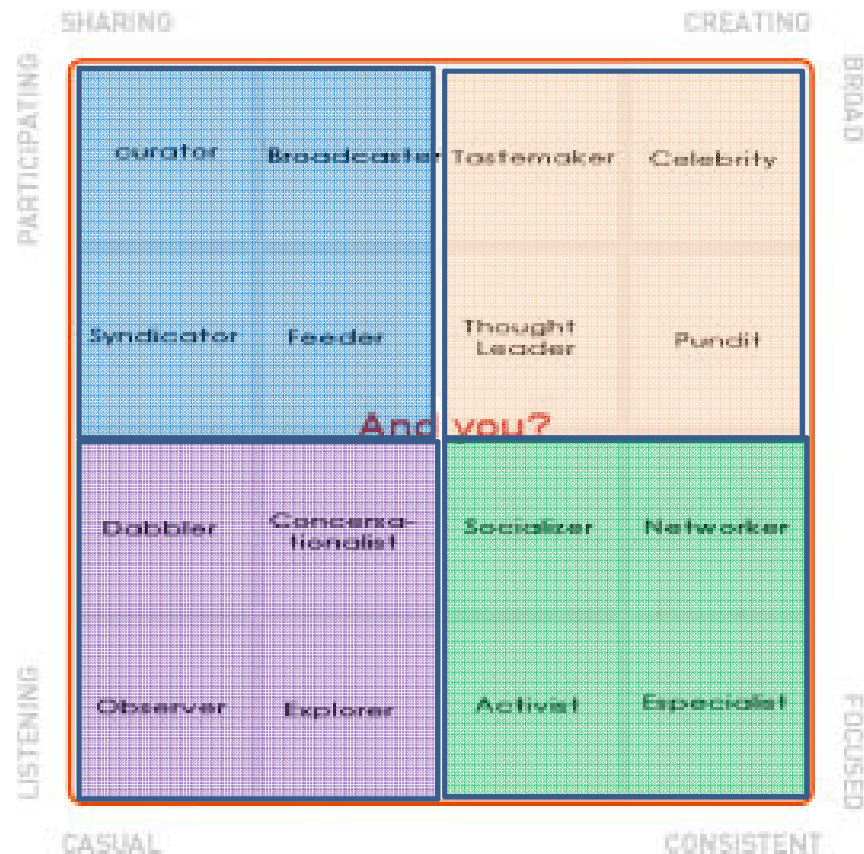 SHARING CREATING
PARTICIPATING
BROAD
curator Broadcaster Tastemaker Celebrity
Syndicator Feeder Thought Leader Pundit
And you?
Dabbler Concersa-tionalist Socializer Networker
Observer Explorer Activist Especialist
LISTENING
FOCUSED
CASUAL CONSISTENT